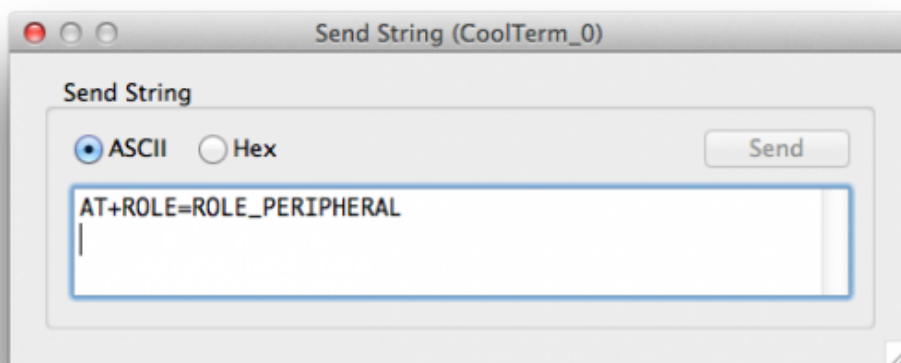 Send String (CoolTerm_0)
Send String
ASCII Hex Send
AT+ROLE=ROLE_PERIPHERAL